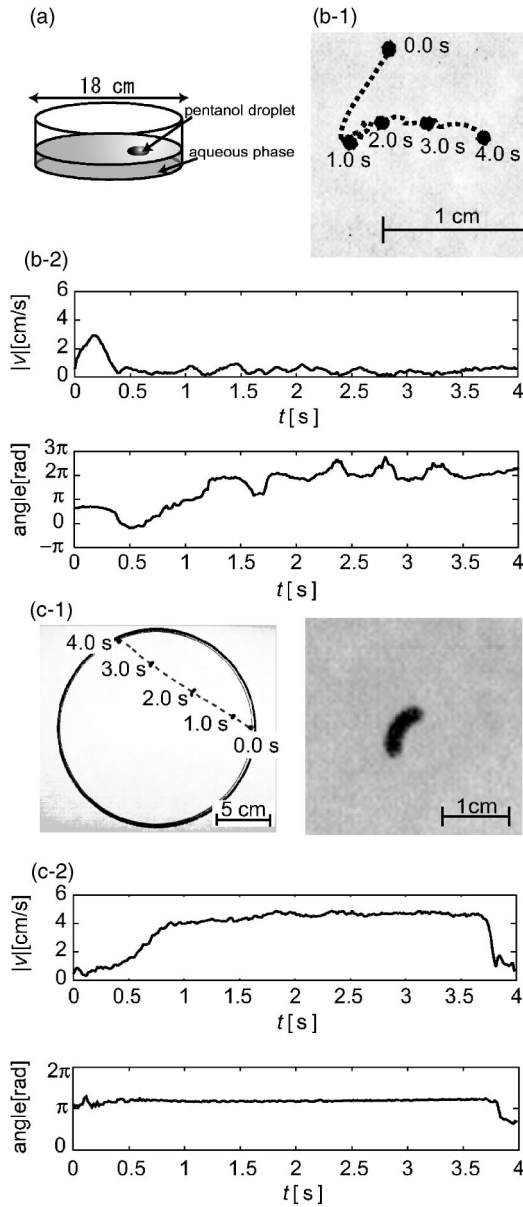 (a)
18 cm
pentanol droplet
aqueous phase
(b-1)
0.0 s
1.0 s
2.0 s
3.0 s
4.0 s
1 cm
(b-2)
|v|[cm/s]
6
4
2
0
0 0.5 1 1.5 2 2.5 3 3.5 4
t[s]
angle[rad]
3π
2π
π
0
−π
0 0.5 1 1.5 2 2.5 3 3.5 4
t[s]
(c-1)
4.0 s
3.0 s
2.0 s
1.0 s
0.0 s
5 cm
1cm
(c-2)
|v|[cm/s]
6
4
2
0
0 0.5 1 1.5 2 2.5 3 3.5 4
t[s]
angle[rad]
2π
π
0
0 0.5 1 1.5 2 2.5 3 3.5 4
t[s]